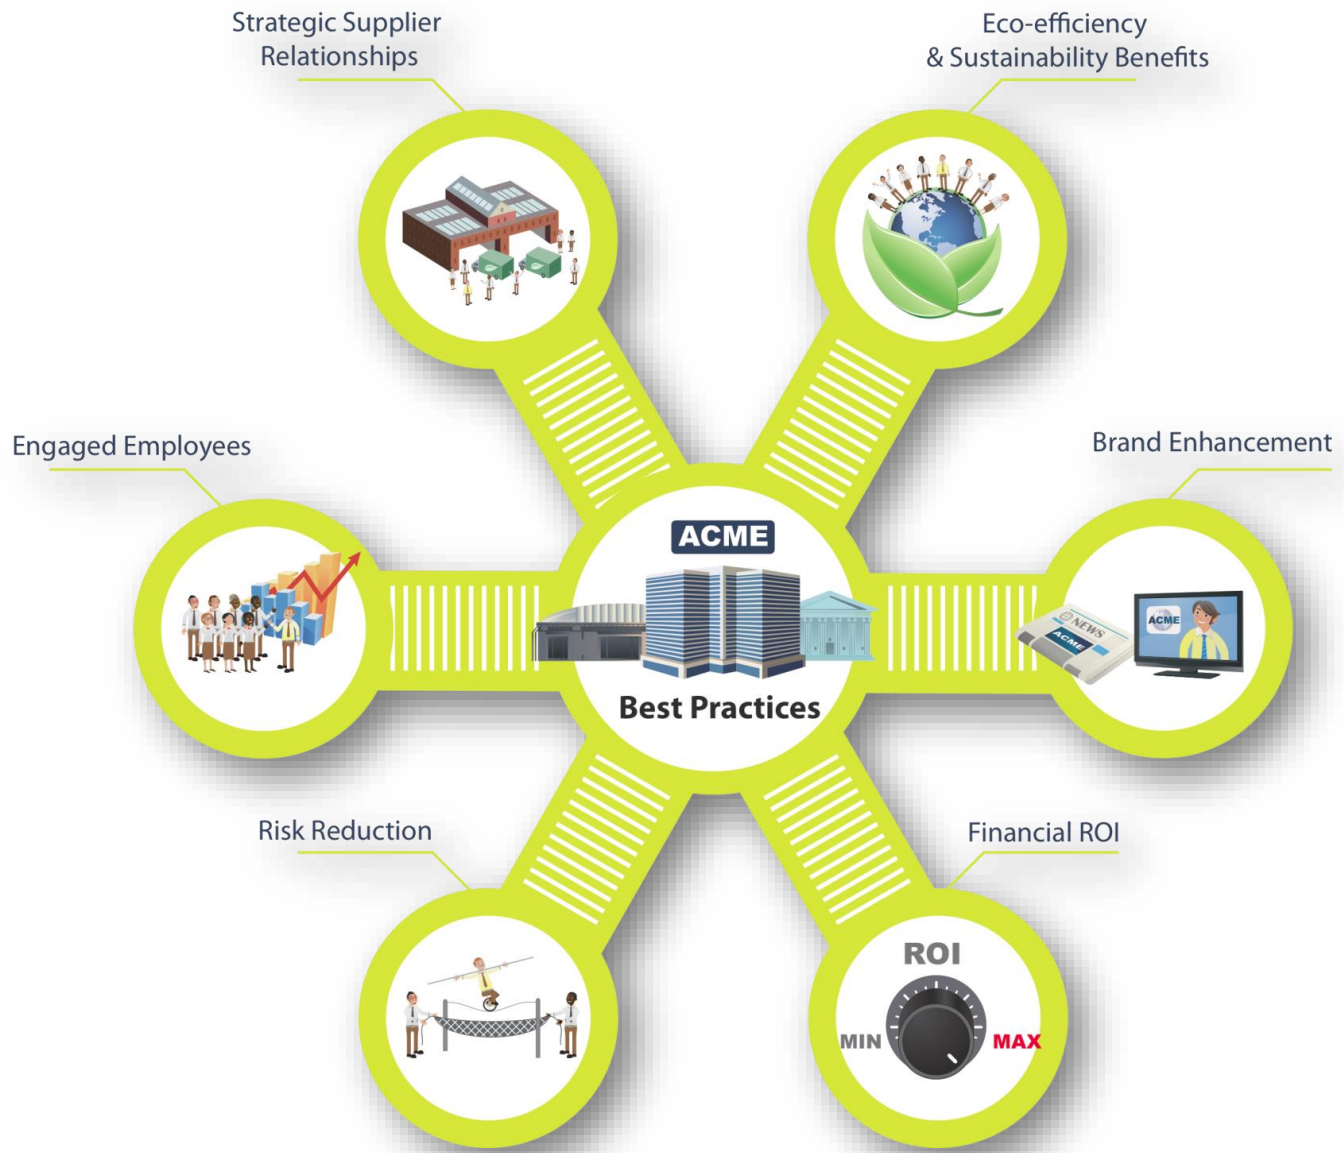 Strategic Supplier
Relationships
Eco-efficiency
& Sustainability Benefits
Engaged Employees
Brand Enhancement
ACME
NEWS
ACME
ACME
Best Practices
Risk Reduction
Financial ROI
ROI
MIN
MAX